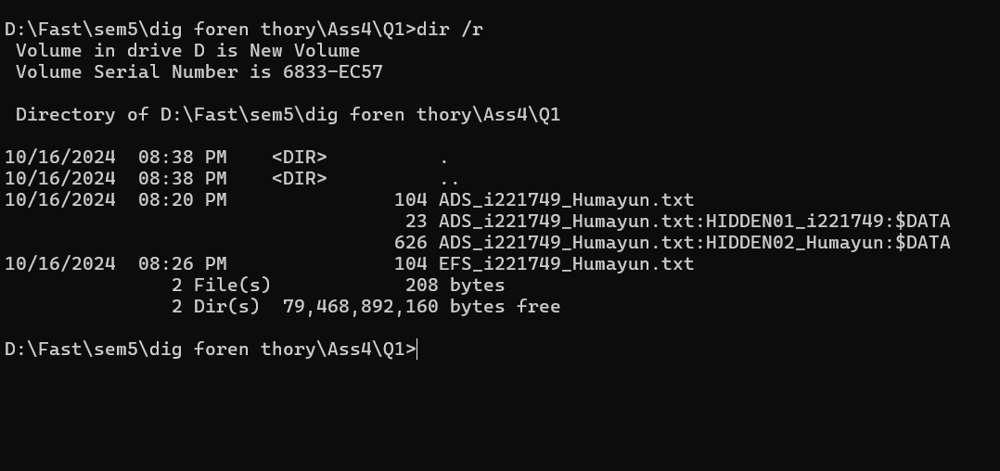 D:\Fast\sem5\dig foren thory\Ass4\Q1>dir /r
 Volume in drive D is New Volume
 Volume Serial Number is 6833-EC57

 Directory of D:\Fast\sem5\dig foren thory\Ass4\Q1

10/16/2024  08:38 PM    <DIR>          .
10/16/2024  08:38 PM    <DIR>          ..
10/16/2024  08:20 PM               104 ADS_i221749_Humayun.txt
                                    23 ADS_i221749_Humayun.txt:HIDDEN01_i221749:$DATA
                                   626 ADS_i221749_Humayun.txt:HIDDEN02_Humayun:$DATA
10/16/2024  08:26 PM               104 EFS_i221749_Humayun.txt
               2 File(s)            208 bytes
               2 Dir(s)  79,468,892,160 bytes free

D:\Fast\sem5\dig foren thory\Ass4\Q1>